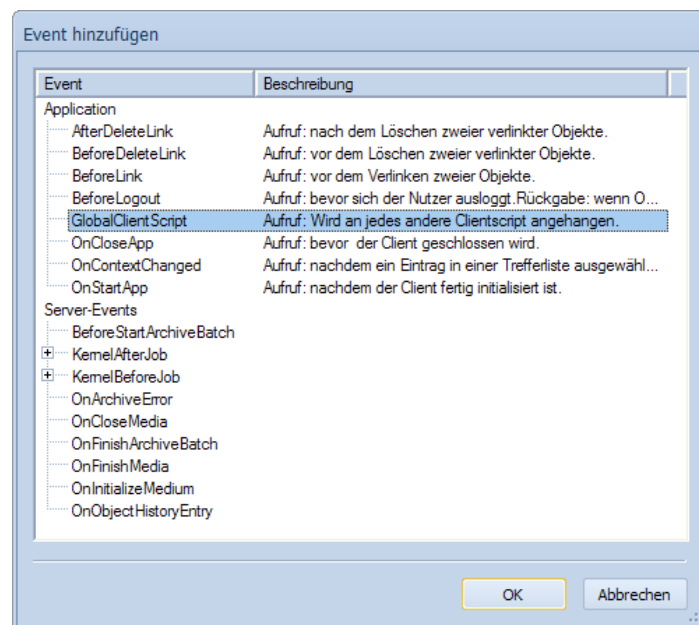 Event hinzufügen
Event Beschreibung
Application
AfterDeleteLink Aufruf: nach dem Löschen zweier verlinkter Objekte.
BeforeDeleteLink Aufruf: vor dem Löschen zweier verlinkter Objekte.
BeforeLink Aufruf: vor dem Verlinken zweier Objekte.
BeforeLogout Aufruf: bevor sich der Nutzer ausloggt.Rückgabe: wenn O...
GlobalClientScript Aufruf: Wird an jedes andere Clientscript angehangen.
OnCloseApp Aufruf: bevor  der Client geschlossen wird.
OnContextChanged Aufruf: nachdem ein Eintrag in einer Trefferliste ausgewähl...
OnStartApp Aufruf: nachdem der Client fertig initialisiert ist.
Server-Events
BeforeStartArchiveBatch
KernelAfterJob
KernelBeforeJob
OnArchiveError
OnCloseMedia
OnFinishArchiveBatch
OnFinishMedia
OnInitializeMedium
OnObjectHistoryEntry
OK Abbrechen